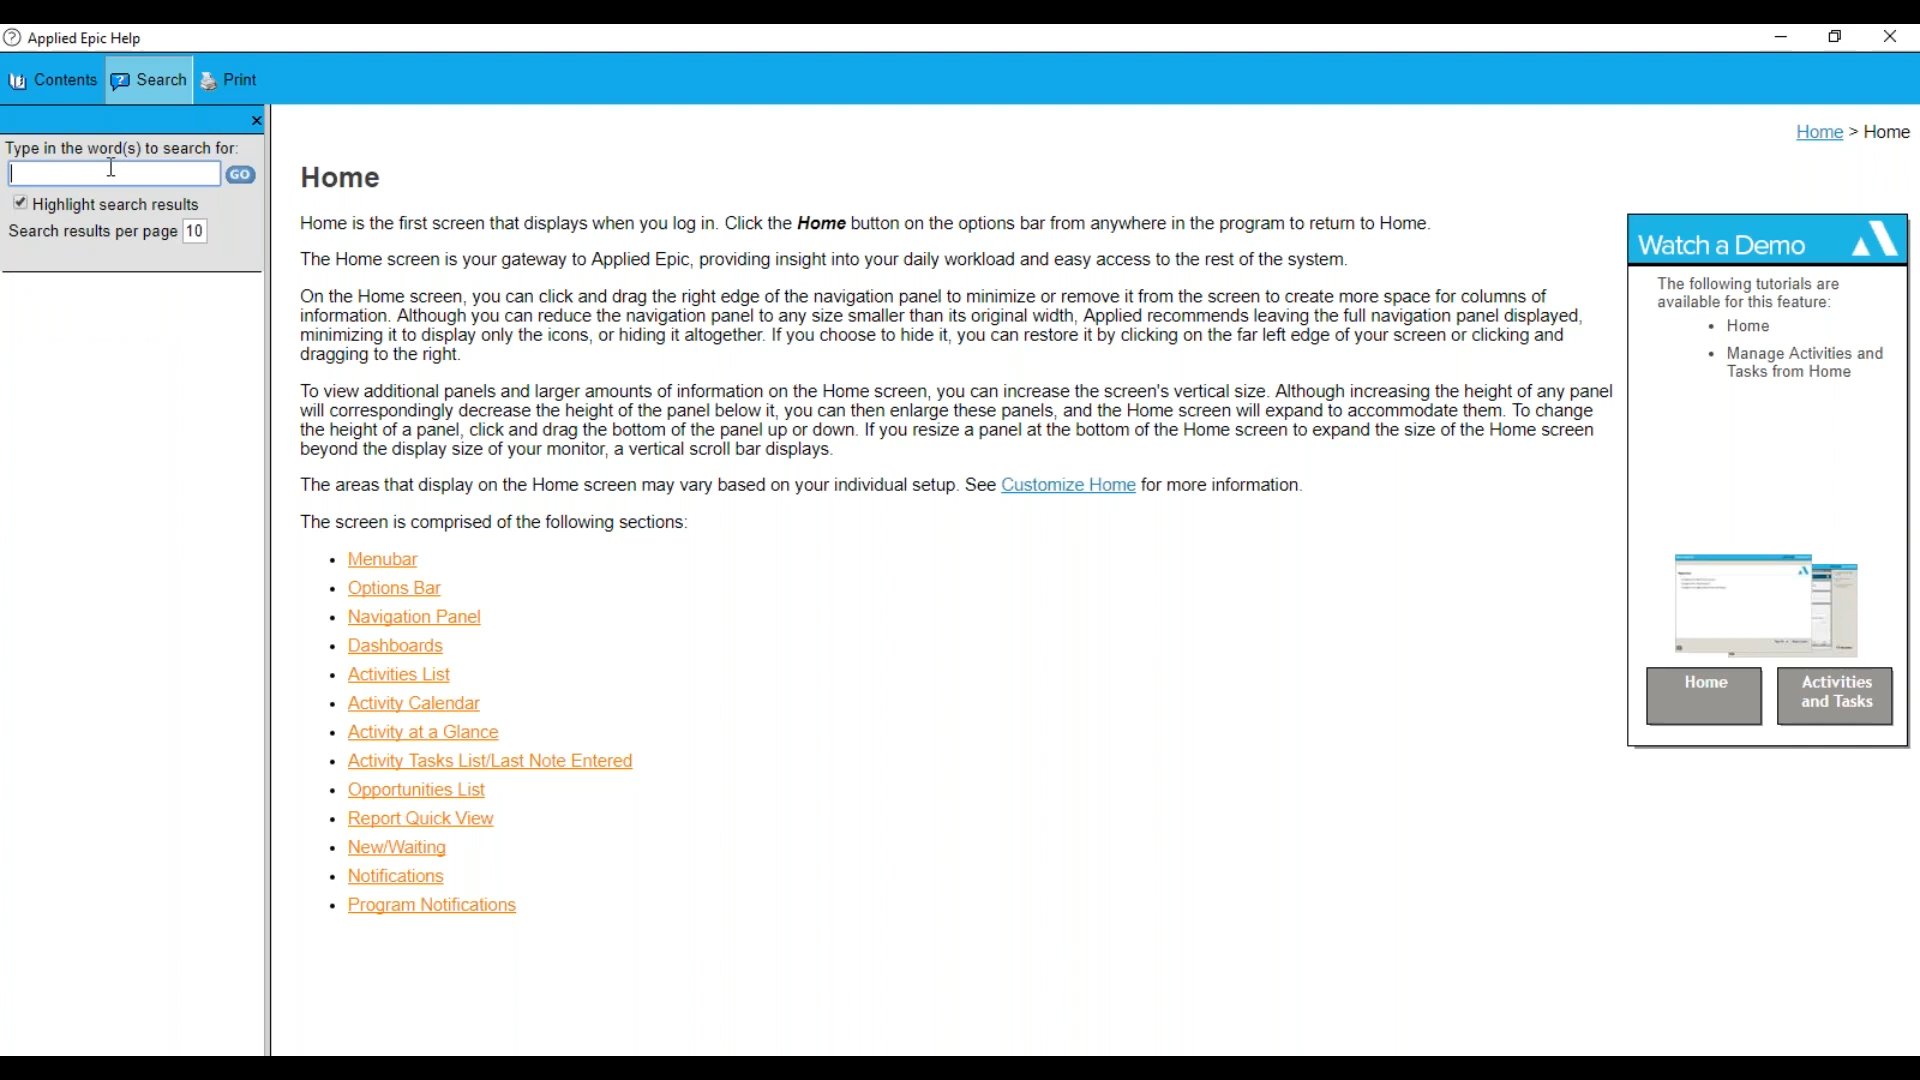 Applied Epic Help
Contents
Search
Print
Type in the word(s) to search for:
GO
Highlight search results
Search results per page 10
Home > Home
Home
Home is the first screen that displays when you log in. Click the Home button on the options bar from anywhere in the program to return to Home.
The Home screen is your gateway to Applied Epic, providing insight into your daily workload and easy access to the rest of the system.
On the Home screen, you can click and drag the right edge of the navigation panel to minimize or remove it from the screen to create more space for columns of
information. Although you can reduce the navigation panel to any size smaller than its original width, Applied recommends leaving the full navigation panel displayed,
minimizing it to display only the icons, or hiding it altogether. If you choose to hide it, you can restore it by clicking on the far left edge of your screen or clicking and
dragging to the right.
To view additional panels and larger amounts of information on the Home screen, you can increase the screen's vertical size. Although increasing the height of any panel
will correspondingly decrease the height of the panel below it, you can then enlarge these panels, and the Home screen will expand to accommodate them. To change
the height of a panel, click and drag the bottom of the panel up or down. If you resize a panel at the bottom of the Home screen to expand the size of the Home screen
beyond the display size of your monitor, a vertical scroll bar displays.
The areas that display on the Home screen may vary based on your individual setup. See Customize Home for more information.
The screen is comprised of the following sections:
• Menubar
• Options Bar
• Navigation Panel
• Dashboards
• Activities List
• Activity Calendar
• Activity at a Glance
• Activity Tasks List/Last Note Entered
• Opportunities List
• Report Quick View
• New/Waiting
• Notifications
• Program Notifications
Watch a Demo
The following tutorials are
available for this feature:
• Home
• Manage Activities and
Tasks from Home
Home
Activities
and Tasks